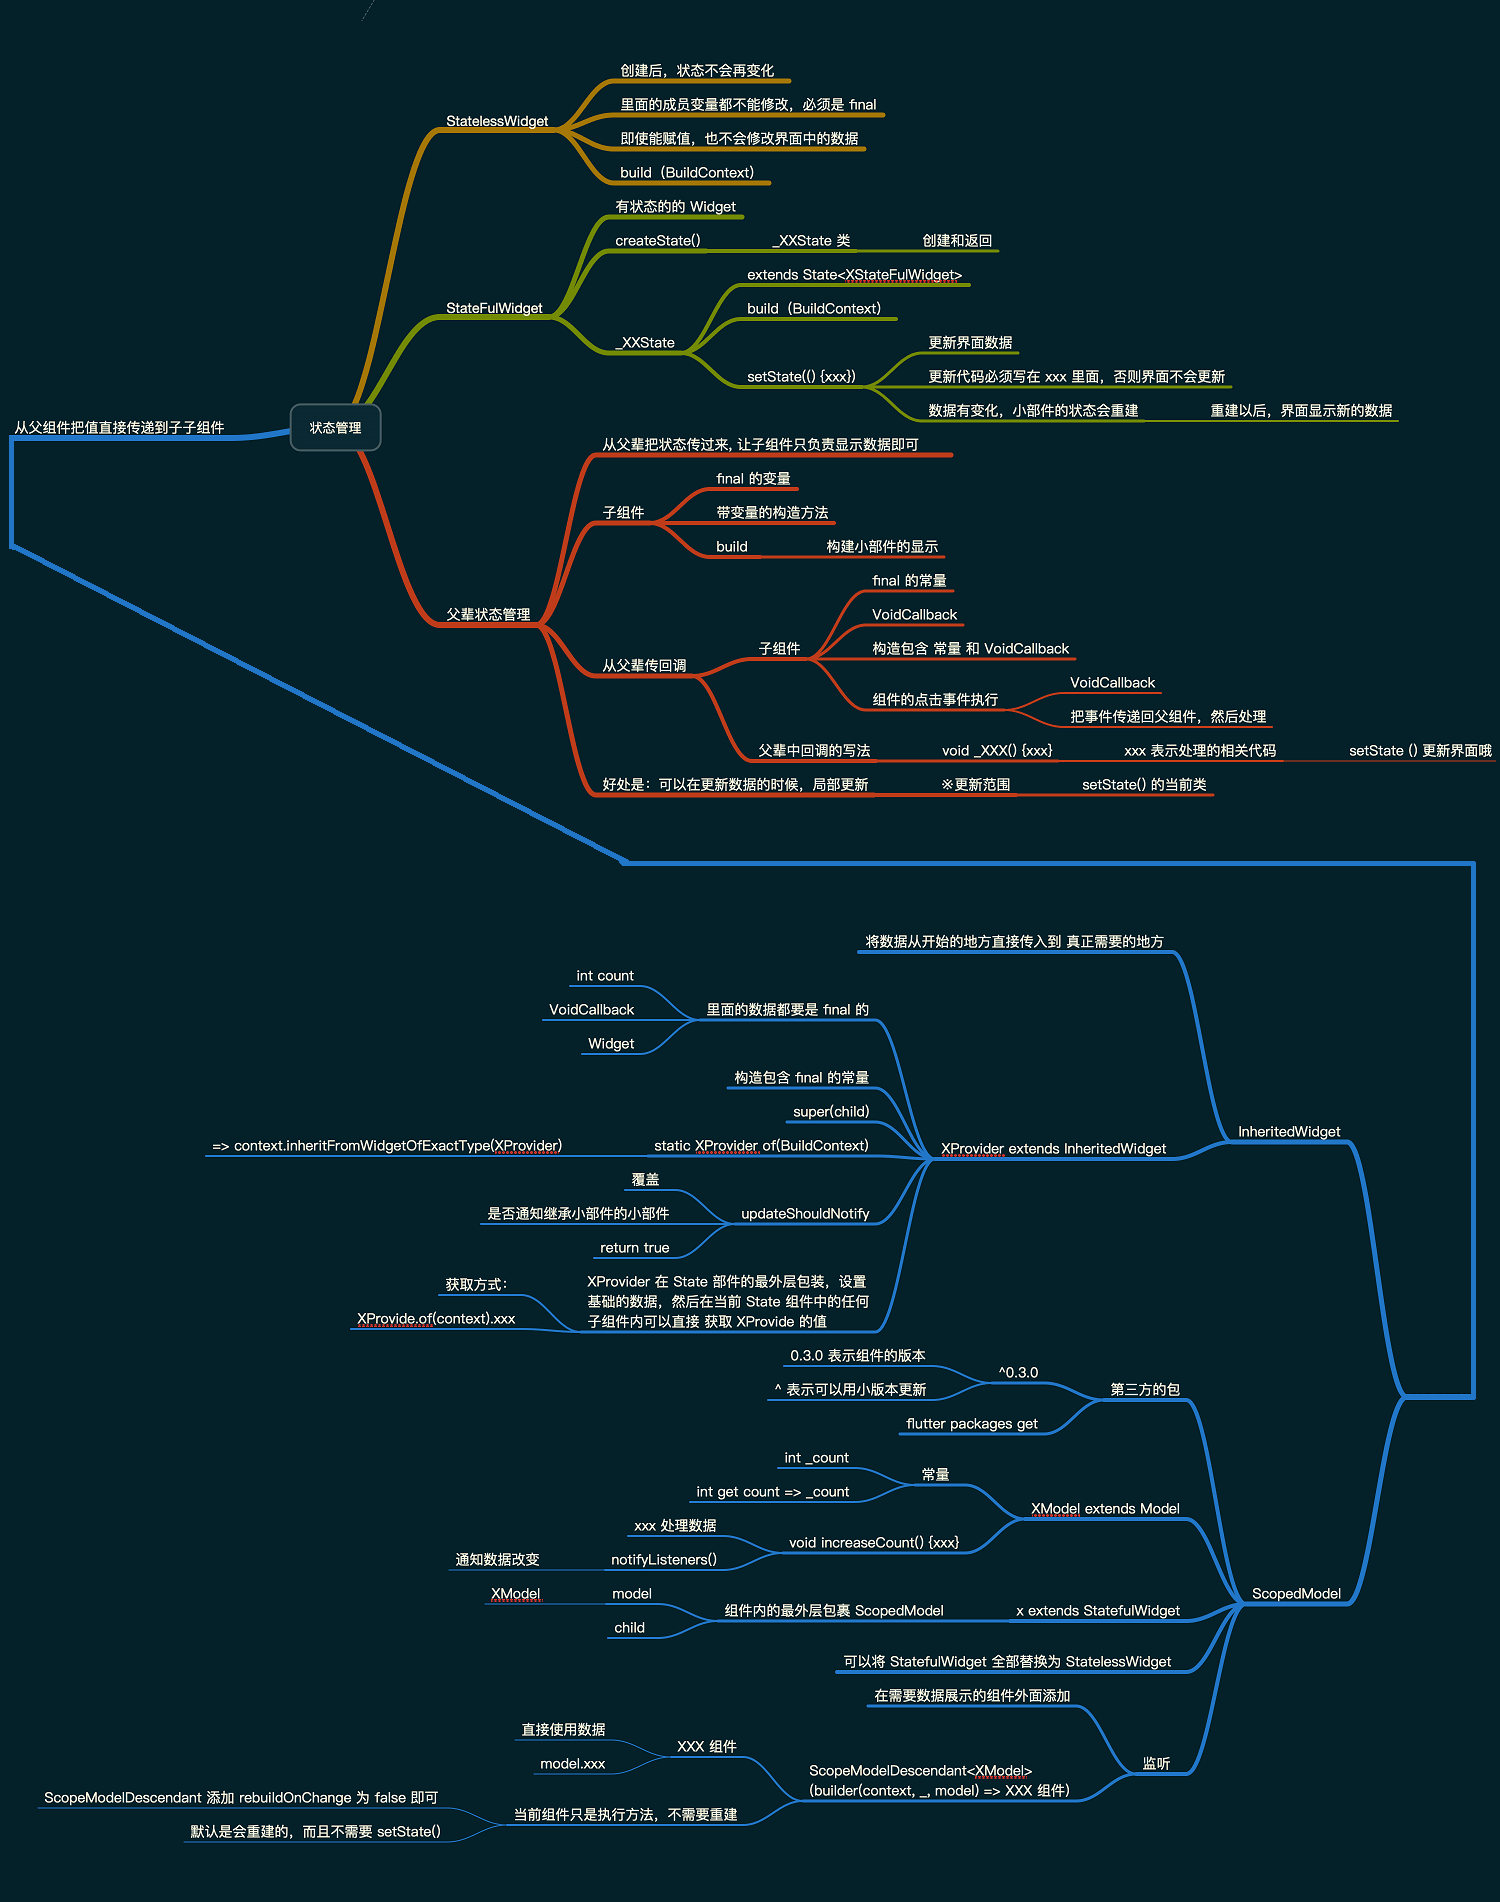 状态管理
StatelessWidget
创建后，状态不会再变化
里面的成员变量都不能修改，必须是 final
即使能赋值，也不会修改界面中的数据
build（BuildContext）
StateFulWidget
有状态的的 Widget
createState()
_XXState 类
创建和返回
_XXState
extends State<XStateFulWidget>
build（BuildContext）
setState(() {xxx})
更新界面数据
更新代码必须写在 xxx 里面，否则界面不会更新
数据有变化，小部件的状态会重建
重建以后，界面显示新的数据
父辈状态管理
从父辈把状态传过来, 让子组件只负责显示数据即可
子组件
final 的变量
带变量的构造方法
build
构建小部件的显示
从父辈传回调
子组件
final 的常量
VoidCallback
构造包含 常量 和 VoidCallback
组件的点击事件执行
VoidCallback
把事件传递回父组件，然后处理
父辈中回调的写法
void _XXX() {xxx}
xxx 表示处理的相关代码
setState () 更新界面哦
好处是：可以在更新数据的时候，局部更新
※更新范围
setState() 的当前类
从父组件把值直接传递到子子组件
InheritedWidget
将数据从开始的地方直接传入到 真正需要的地方
XProvider extends InheritedWidget
里面的数据都要是 final 的
int count
VoidCallback
Widget
构造包含 final 的常量
super(child)
static XProvider of(BuildContext)
=> context.inheritFromWidgetOfExactType(XProvider)
updateShouldNotify
覆盖
是否通知继承小部件的小部件
return true
XProvider 在 State 部件的最外层包装，设置
基础的数据，然后在当前 State 组件中的任何
子组件内可以直接 获取 XProvide 的值
获取方式：
XProvide.of(context).xxx
ScopedModel
第三方的包
^0.3.0
0.3.0 表示组件的版本
^ 表示可以用小版本更新
flutter packages get
XModel extends Model
常量
int _count
int get count => _count
void increaseCount() {xxx}
xxx 处理数据
notifyListeners()
通知数据改变
x extends StatefulWidget
组件内的最外层包裹 ScopedModel
model
XModel
child
可以将 StatefulWidget 全部替换为 StatelessWidget
监听
在需要数据展示的组件外面添加
ScopeModelDescendant<XModel>
(builder(context, _, model) => XXX 组件)
XXX 组件
直接使用数据
model.xxx
当前组件只是执行方法，不需要重建
ScopeModelDescendant 添加 rebuildOnChange 为 false 即可
默认是会重建的，而且不需要 setState()